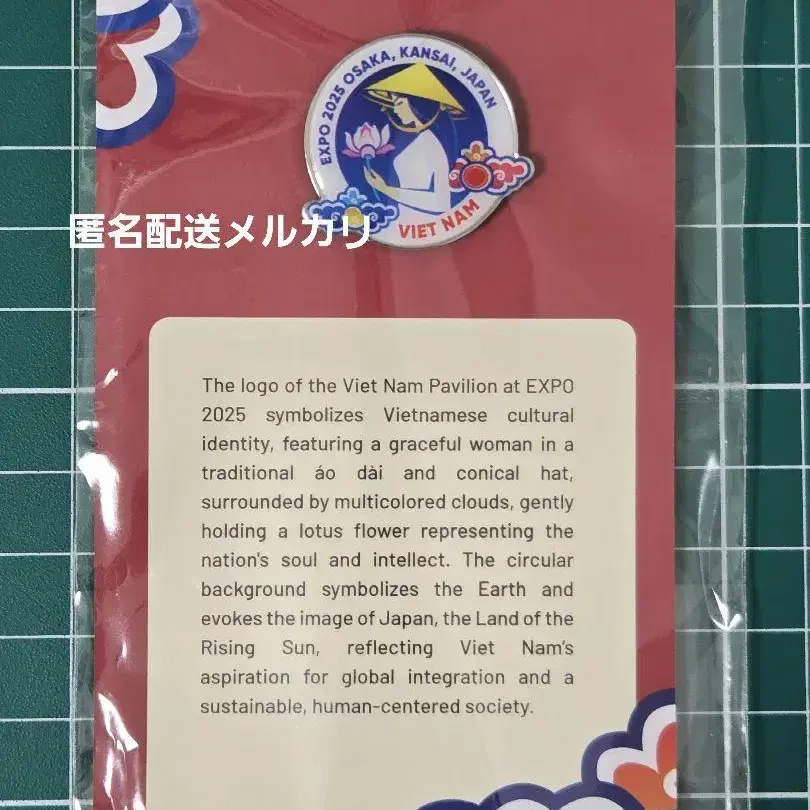 EXPO 2025 OSAKA, KANSAI, JAPAN
VIET NAM
匿名配送メルカリ
The logo of the Viet Nam Pavilion at EXPO
2025 symbolizes Vietnamese cultural
identity, featuring a graceful woman in a
traditional áo dài and conical hat,
surrounded by multicolored clouds, gently
holding a lotus flower representing the
nation's soul and intellect. The circular
background symbolizes the Earth and
evokes the image of Japan, the Land of the
Rising Sun, reflecting Viet Nam's
aspiration for global integration and a
sustainable, human-centered society.